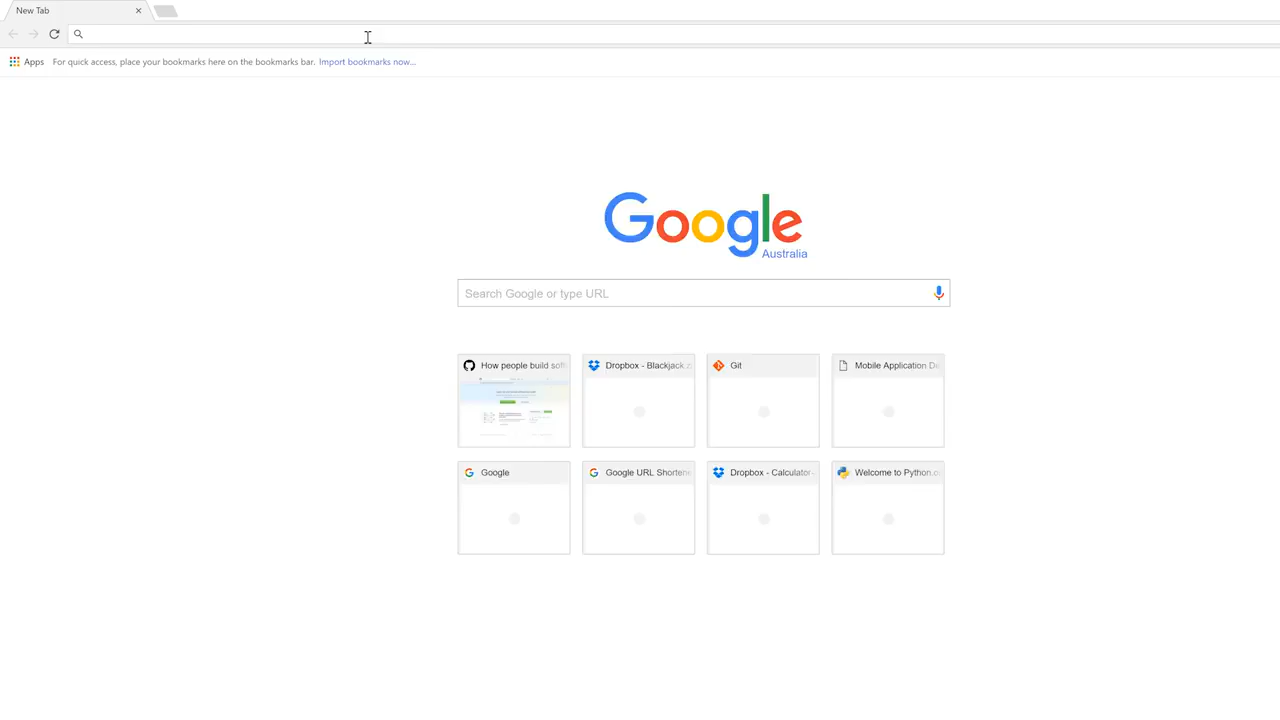 New Tab
Apps For quick access, place your bookmarks here on the bookmarks bar. Import bookmarks now...
Google
Australia
Search Google or type URL
How people build soft
Dropbox - Blackjack.z
Git
Mobile Application De
Google
Google URL Shortene
Dropbox - Calculator-
Welcome to Python.o